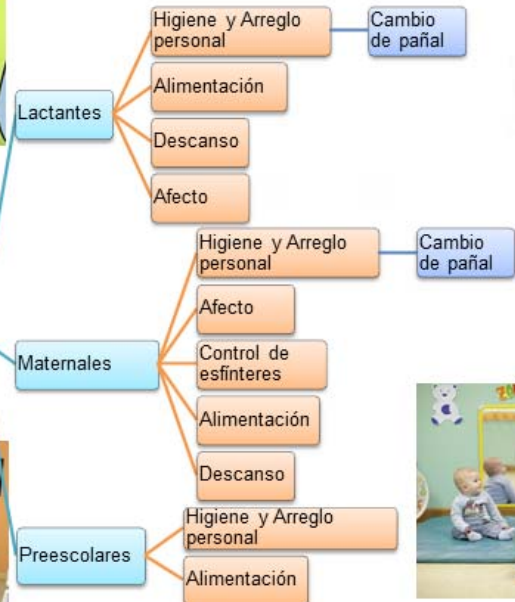 Higiene y Arreglo
personal
Cambio
de pañal
Lactantes
Alimentación
Descanso
Afecto
Higiene y Arreglo
personal
Cambio
de pañal
Afecto
Maternales
Control de
esfínteres
Alimentación
Descanso
Higiene y Arreglo
personal
Preescolares
Alimentación